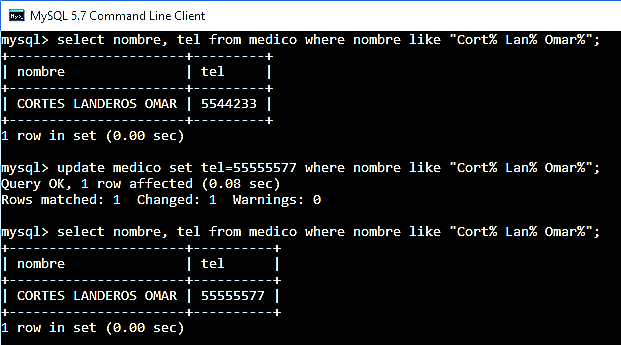 MySQL 5.7 Command Line Client
mysql> select nombre, tel from medico where nombre like "Cort% Lan% Omar%";
+----------------------+---------+
| nombre               | tel     |
+----------------------+---------+
| CORTES LANDEROS OMAR | 5544233 |
+----------------------+---------+
1 row in set (0.00 sec)
mysql> update medico set tel=55555577 where nombre like "Cort% Lan% Omar%";
Query OK, 1 row affected (0.08 sec)
Rows matched: 1  Changed: 1  Warnings: 0
mysql> select nombre, tel from medico where nombre like "Cort% Lan% Omar%";
+----------------------+----------+
| nombre               | tel      |
+----------------------+----------+
| CORTES LANDEROS OMAR | 55555577 |
+----------------------+----------+
1 row in set (0.00 sec)